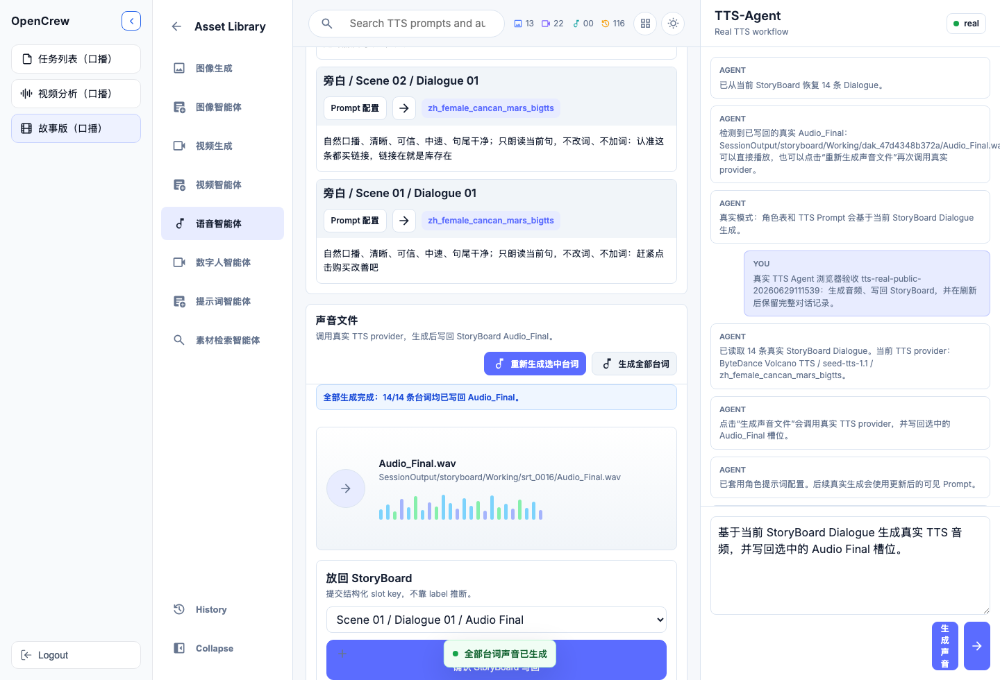 OpenCrew
任务列表（口播）
视频分析（口播）
故事版（口播）
Logout
Asset Library
图像生成
图像智能体
视频生成
视频智能体
语音智能体
数字人智能体
提示词智能体
素材检索智能体
History
Collapse
Search TTS prompts and au
13
22
00
116
旁白 / Scene 02 / Dialogue 01
Prompt 配置
zh_female_cancan_mars_bigtts
自然口播、清晰、可信、中速、句尾干净；只朗读当前句，不改词、不加词：认准这
条都买链接，链接在就是库存在
旁白 / Scene 01 / Dialogue 01
Prompt 配置
zh_female_cancan_mars_bigtts
自然口播、清晰、可信、中速、句尾干净；只朗读当前句，不改词、不加词：赶紧点
击购买改善吧
声音文件
调用真实 TTS provider，生成后写回 StoryBoard Audio_Final。
重新生成选中台词
生成全部台词
全部生成完成：14/14 条台词均已写回 Audio_Final。
Audio_Final.wav
SessionOutput/storyboard/Working/srt_0016/Audio_Final.wav
放回 StoryBoard
提交结构化 slot key，不靠 label 推断。
Scene 01 / Dialogue 01 / Audio Final
全部台词声音已生成
TTS-Agent
Real TTS workflow
real
AGENT
已从当前 StoryBoard 恢复 14 条 Dialogue。
AGENT
检测到已写回的真实 Audio_Final：
SessionOutput/storyboard/Working/dak_47d4348b372a/Audio_Final.wa
可以直接播放，也可以点击“重新生成声音文件”再次调用真实
provider。
AGENT
真实模式：角色表和 TTS Prompt 会基于当前 StoryBoard Dialogue
生成。
YOU
真实 TTS Agent 浏览器验收 tts-real-public-
20260629111539：生成音频、写回 StoryBoard，并在刷新
后保留完整对话记录。
AGENT
已读取 14 条真实 StoryBoard Dialogue。当前 TTS provider：
ByteDance Volcano TTS / seed-tts-1.1 /
zh_female_cancan_mars_bigtts。
AGENT
点击“生成声音文件”会调用真实 TTS provider，并写回选中的
Audio_Final 槽位。
AGENT
已套用角色提示词配置。后续真实生成会使用更新后的可见 Prompt。
基于当前 StoryBoard Dialogue 生成真实 TTS 音
频，并写回选中的 Audio Final 槽位。
生
成
声
音